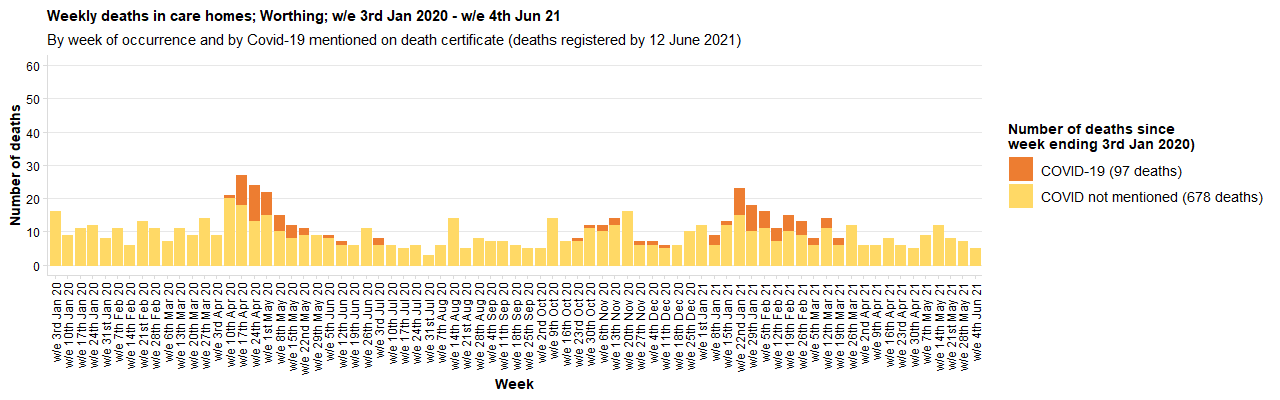 Weekly deaths in care homes; Worthing; w/e 3rd Jan 2020 - w/e 4th Jun 21
By week of occurrence and by Covid-19 mentioned on death certificate (deaths registered by 12 June 2021)
Number of deaths
60
50
40
30
20
10
0
w/e 3rd Jan 20
w/e 10th Jan 20
w/e 17th Jan 20
w/e 24th Jan 20
w/e 31st Jan 20
w/e 7th Feb 20
w/e 14th Feb 20
w/e 21st Feb 20
w/e 28th Feb 20
w/e 6th Mar 20
w/e 13th Mar 20
w/e 20th Mar 20
w/e 27th Mar 20
w/e 3rd Apr 20
w/e 10th Apr 20
w/e 17th Apr 20
w/e 24th Apr 20
w/e 1st May 20
w/e 8th May 20
w/e 15th May 20
w/e 22nd May 20
w/e 29th May 20
w/e 5th Jun 20
w/e 12th Jun 20
w/e 19th Jun 20
w/e 26th Jun 20
w/e 3rd Jul 20
w/e 10th Jul 20
w/e 17th Jul 20
w/e 24th Jul 20
w/e 31st Jul 20
w/e 7th Aug 20
w/e 14th Aug 20
w/e 21st Aug 20
w/e 28th Aug 20
w/e 4th Sep 20
w/e 11th Sep 20
w/e 18th Sep 20
w/e 25th Sep 20
w/e 2nd Oct 20
w/e 9th Oct 20
w/e 16th Oct 20
w/e 23rd Oct 20
w/e 30th Oct 20
w/e 6th Nov 20
w/e 13th Nov 20
w/e 20th Nov 20
w/e 27th Nov 20
w/e 4th Dec 20
w/e 11th Dec 20
w/e 18th Dec 20
w/e 25th Dec 20
w/e 1st Jan 21
w/e 8th Jan 21
w/e 15th Jan 21
w/e 22nd Jan 21
w/e 29th Jan 21
w/e 5th Feb 21
w/e 12th Feb 21
w/e 19th Feb 21
w/e 26th Feb 21
w/e 5th Mar 21
w/e 12th Mar 21
w/e 19th Mar 21
w/e 26th Mar 21
w/e 2nd Apr 21
w/e 9th Apr 21
w/e 16th Apr 21
w/e 23rd Apr 21
w/e 30th Apr 21
w/e 7th May 21
w/e 14th May 21
w/e 21st May 21
w/e 28th May 21
w/e 4th Jun 21
Week
Number of deaths since
week ending 3rd Jan 2020)
COVID-19 (97 deaths)
COVID not mentioned (678 deaths)